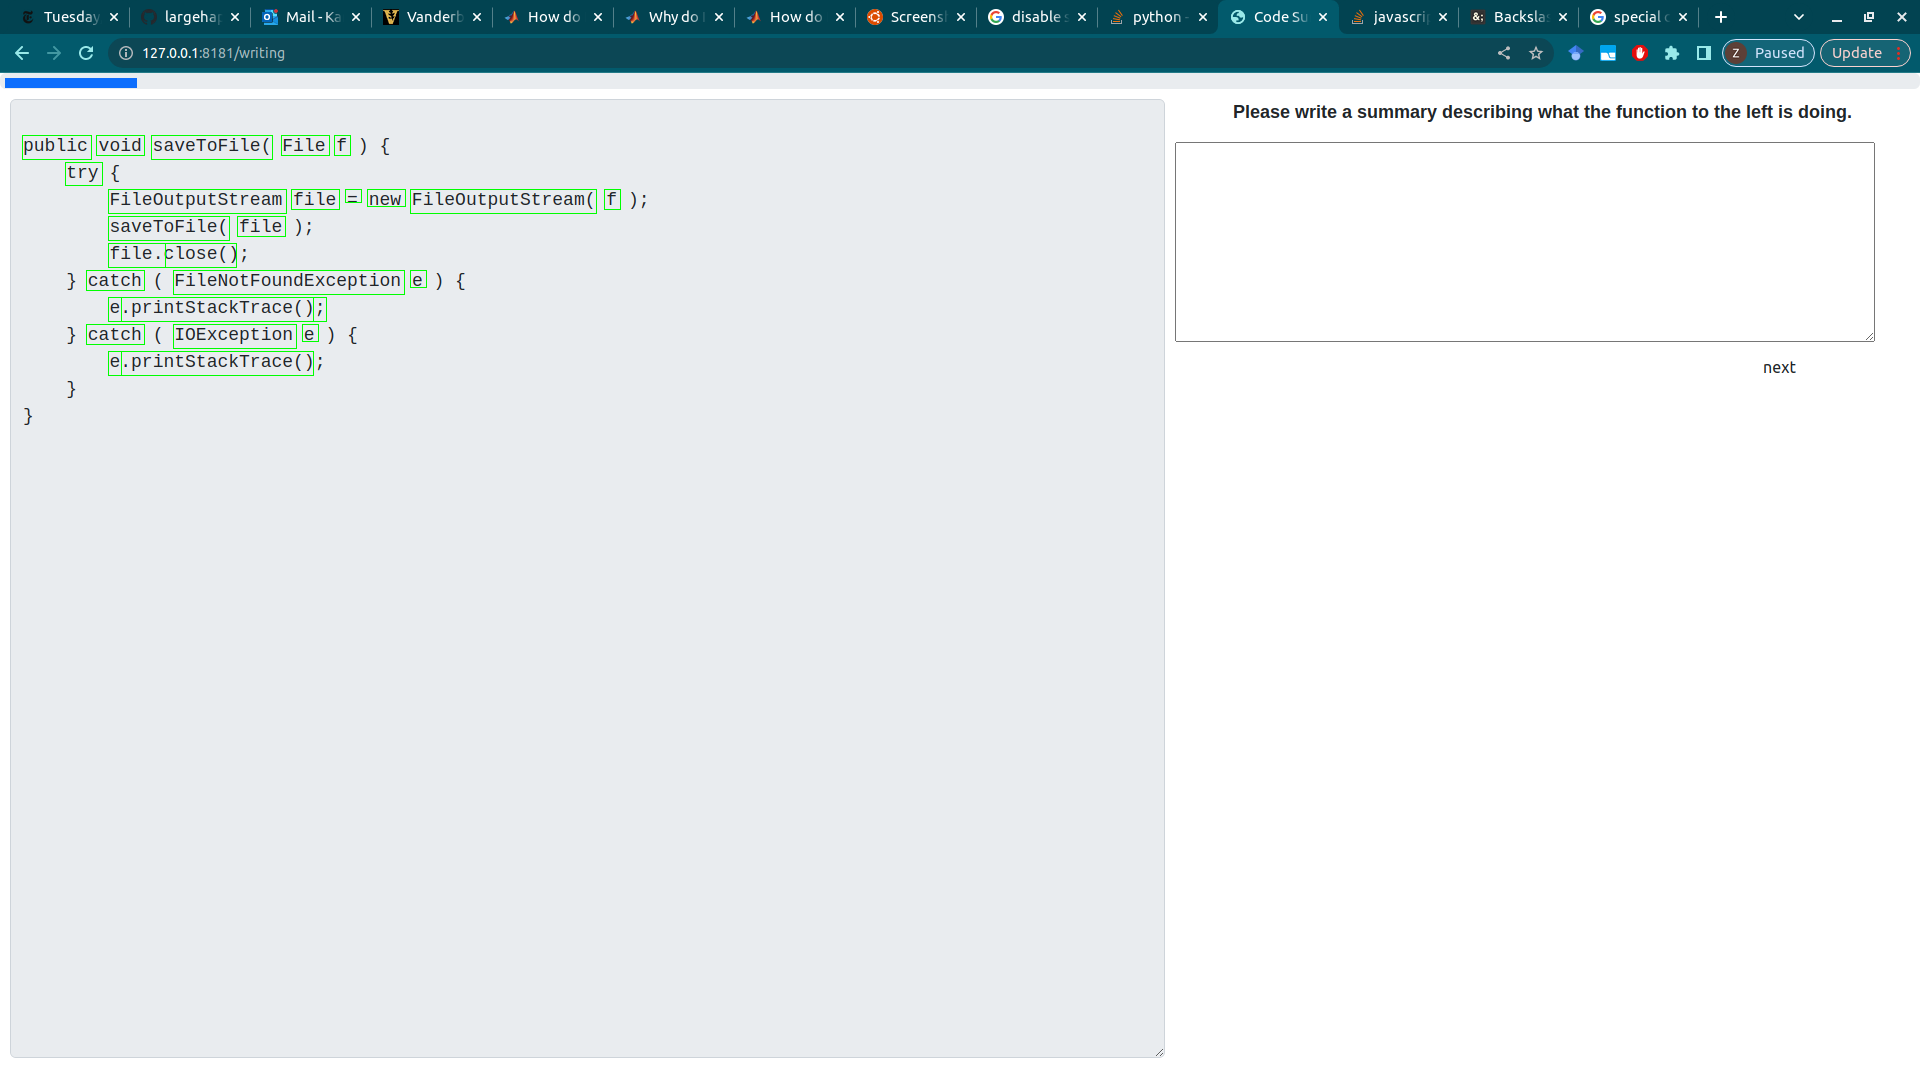 Tuesday
largehap
Mail - Ka
Vanderb
How do
Why do
How do
Screens
disable s
python -
Code Su
javascri
Backsla
special c
127.0.0.1:8181/writing
Z Paused
Update
public void saveToFile( File f ) {
try {
FileOutputStream file = new FileOutputStream( f );
saveToFile( file );
file.close();
} catch ( FileNotFoundException e ) {
e.printStackTrace();
} catch ( IOException e ) {
e.printStackTrace();
}
}
Please write a summary describing what the function to the left is doing.
next